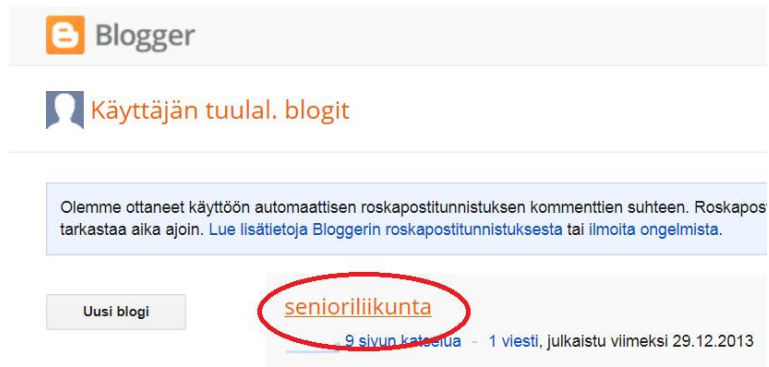 Blogger
Käyttäjän tuulal. blogit
Olemme ottaneet käyttöön automaattisen roskapostitunnistuksen kommenttien suhteen. Roskapos
tarkastaa aika ajoin. Lue lisätietoja Bloggerin roskapostitunnistuksesta tai ilmoita ongelmista.
Uusi blogi
senioriliikunta
9 sivun katselua - 1 viesti, julkaistu viimeksi 29.12.2013